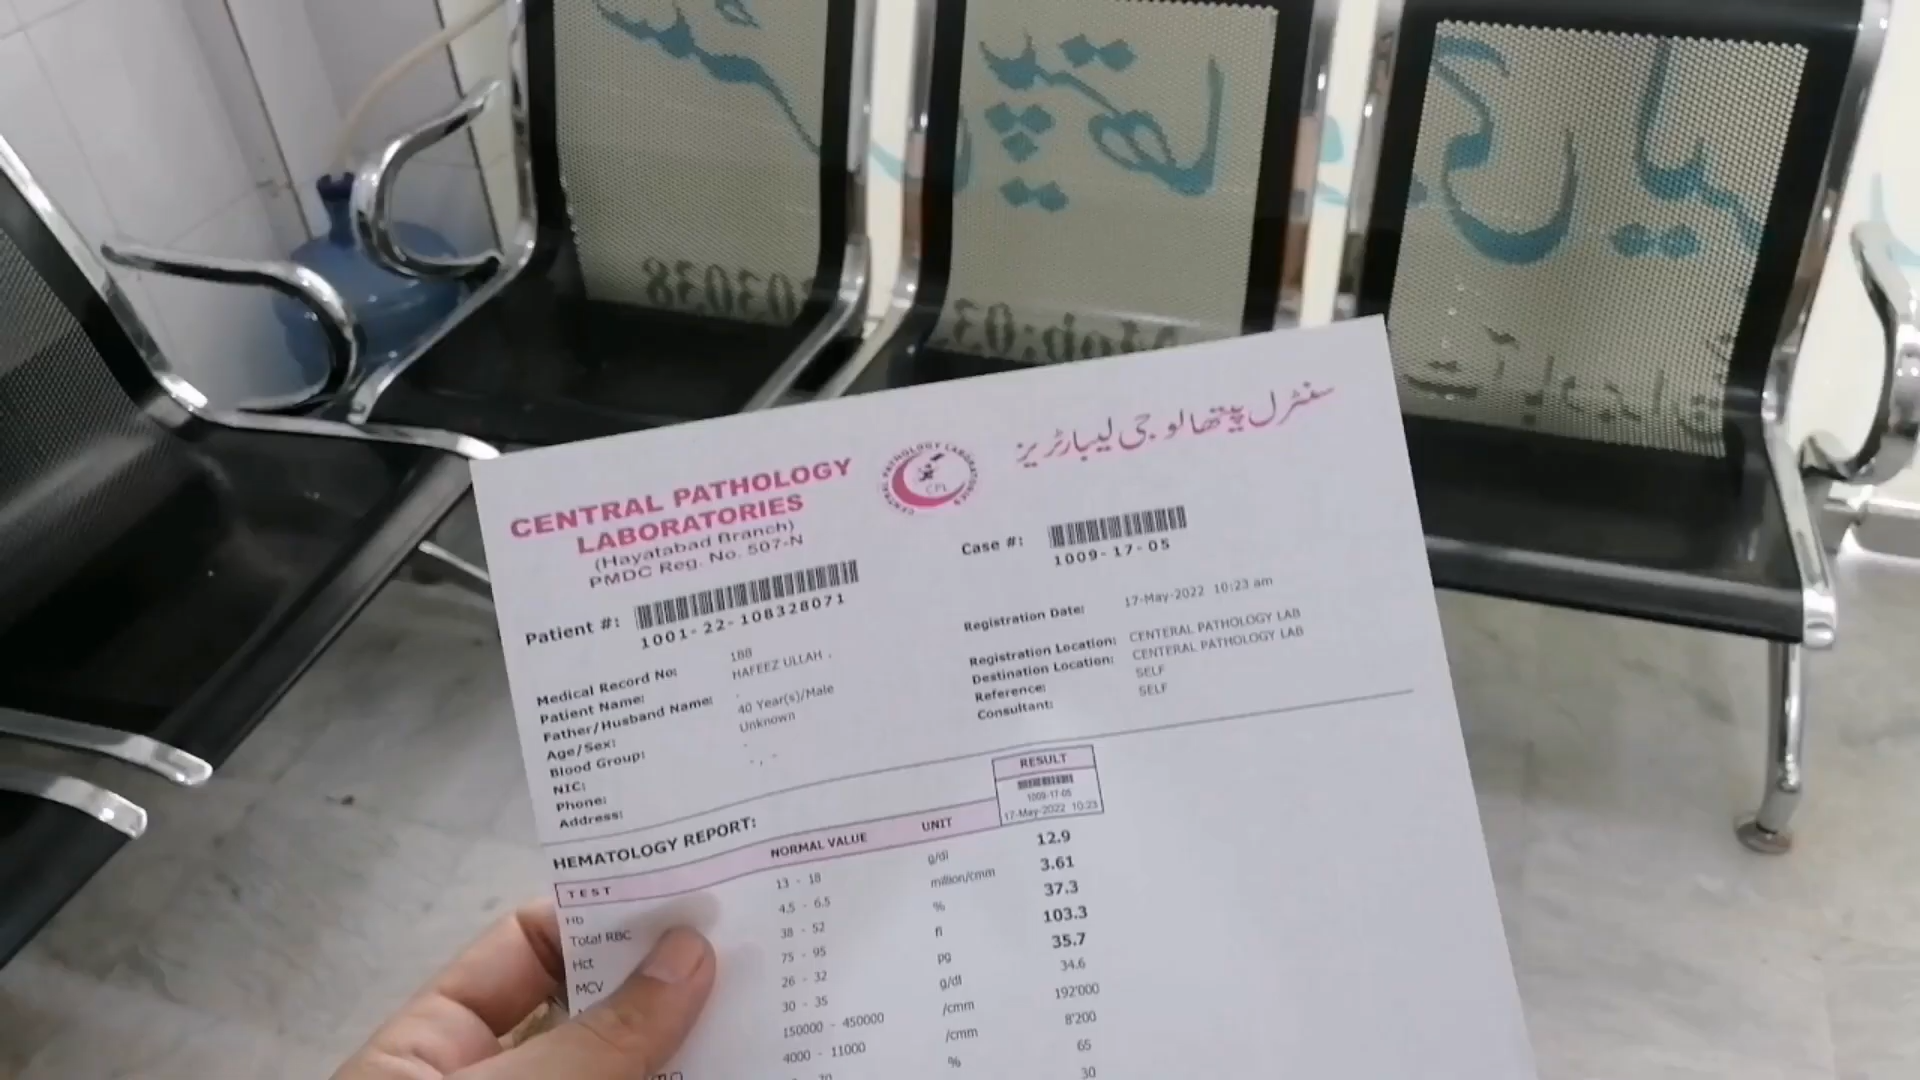 CENTRAL PATHOLOGY
LABORATORIES
(Hayatabad Branch)
PMDC Reg. No. 507-N
CENTRAL PATHOLOGY LABORATORIES
CPL
سنٹرل پیتھالوجی لیبارٹریز
Patient #:
1001-22-108328071
Case #:
1009-17-05
Medical Record No: 188
Patient Name: HAFEEZ ULLAH .
Father/Husband Name: .
Age/Sex: 40 Year(s)/Male
Blood Group: Unknown
NIC: -
Phone: - , -
Address:
Registration Date: 17-May-2022 10:23 am
Registration Location: CENTERAL PATHOLOGY LAB
Destination Location: CENTERAL PATHOLOGY LAB
Reference: SELF
Consultant: SELF
HEMATOLOGY REPORT:
RESULT
1009-17-05
17-May-2022 10:23
TEST NORMAL VALUE UNIT
Hb 13 - 18 g/dl 12.9
Total RBC 4.5 - 6.5 million/cmm 3.61
Hct 38 - 52 % 37.3
MCV 75 - 95 fl 103.3
26 - 32 pg 35.7
30 - 35 g/dl 34.6
150000 - 450000 /cmm 192'000
4000 - 11000 /cmm 8'200
70 % 65
30